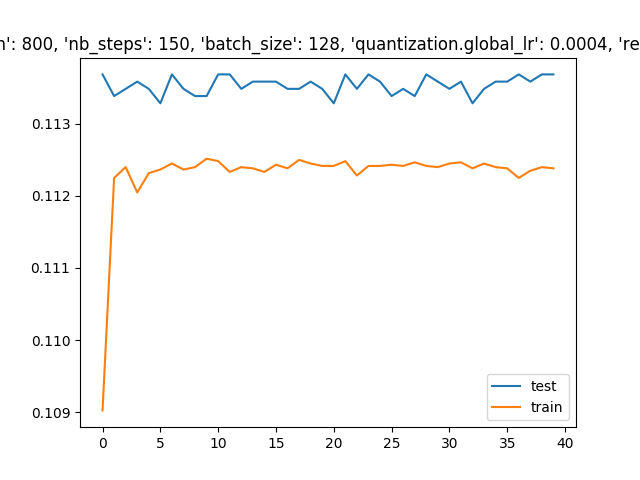 n': 800, 'nb_steps': 150, 'batch_size': 128, 'quantization.global_lr': 0.0004, 're
0.113
0.112
0.111
0.110
0.109
test
train
0 5 10 15 20 25 30 35 40